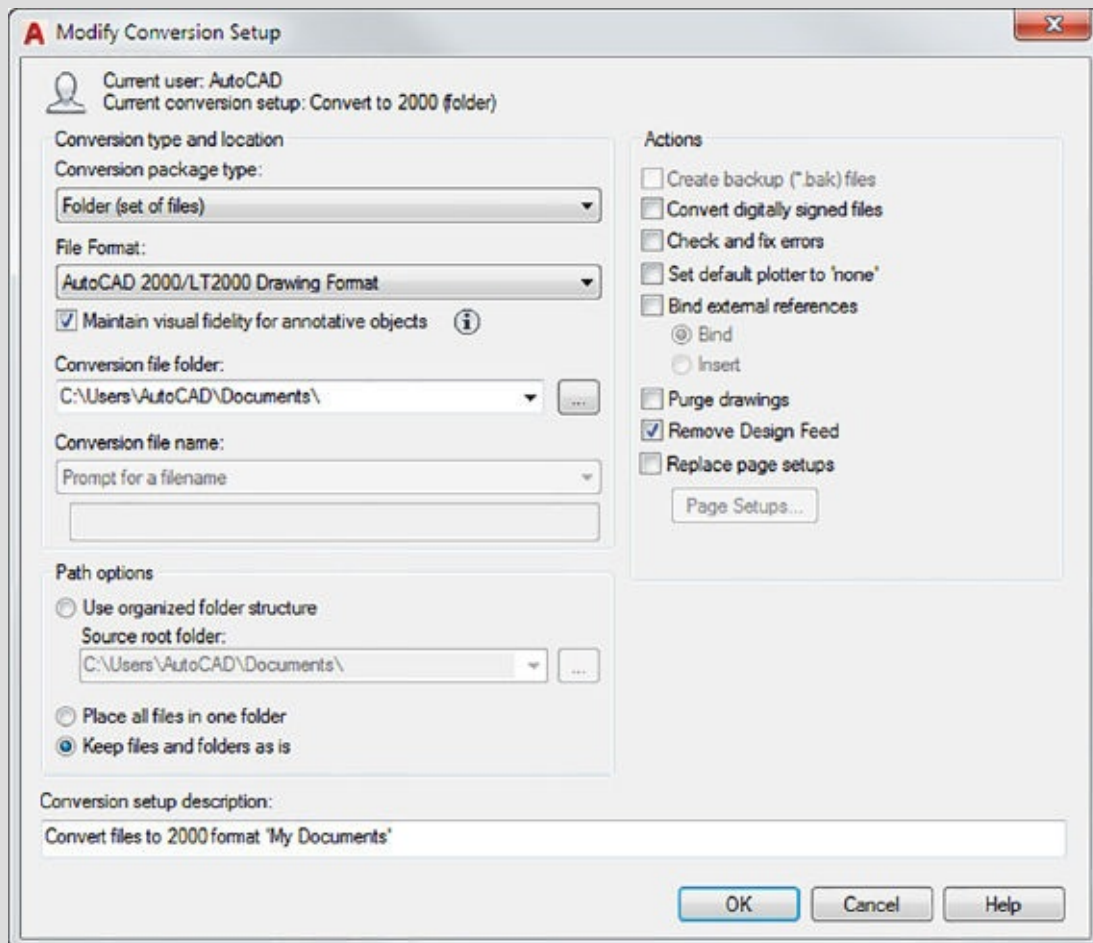 A Modify Conversion Setup
Current user: AutoCAD
Current conversion setup: Convert to 2000 (folder)
Conversion type and location
Conversion package type:
Folder (set of files)
File Format:
AutoCAD 2000/LT2000 Drawing Format
Maintain visual fidelity for annotative objects
Conversion file folder:
C:\Users\AutoCAD\Documents\
...
Conversion file name:
Prompt for a filename
Path options
Use organized folder structure
Source root folder:
C:\Users\AutoCAD\Documents\
...
Place all files in one folder
Keep files and folders as is
Actions
Create backup (*.bak) files
Convert digitally signed files
Check and fix errors
Set default plotter to 'none'
Bind external references
Bind
Insert
Purge drawings
Remove Design Feed
Replace page setups
Page Setups...
Conversion setup description:
Convert files to 2000 format 'My Documents'
OK Cancel Help